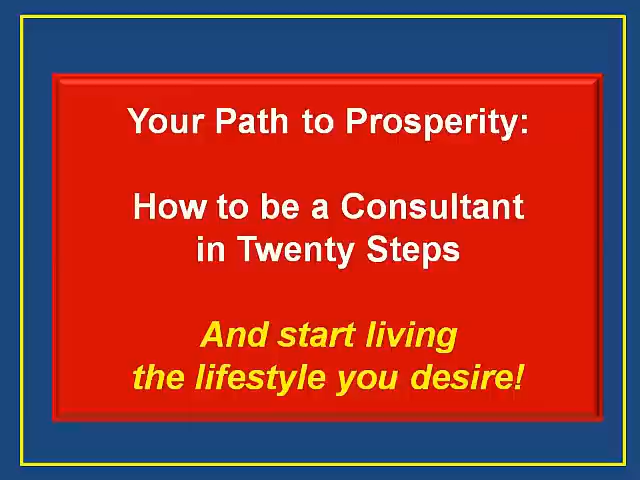 Your Path to Prosperity:
How to be a Consultant
in Twenty Steps
And start living
the lifestyle you desire!